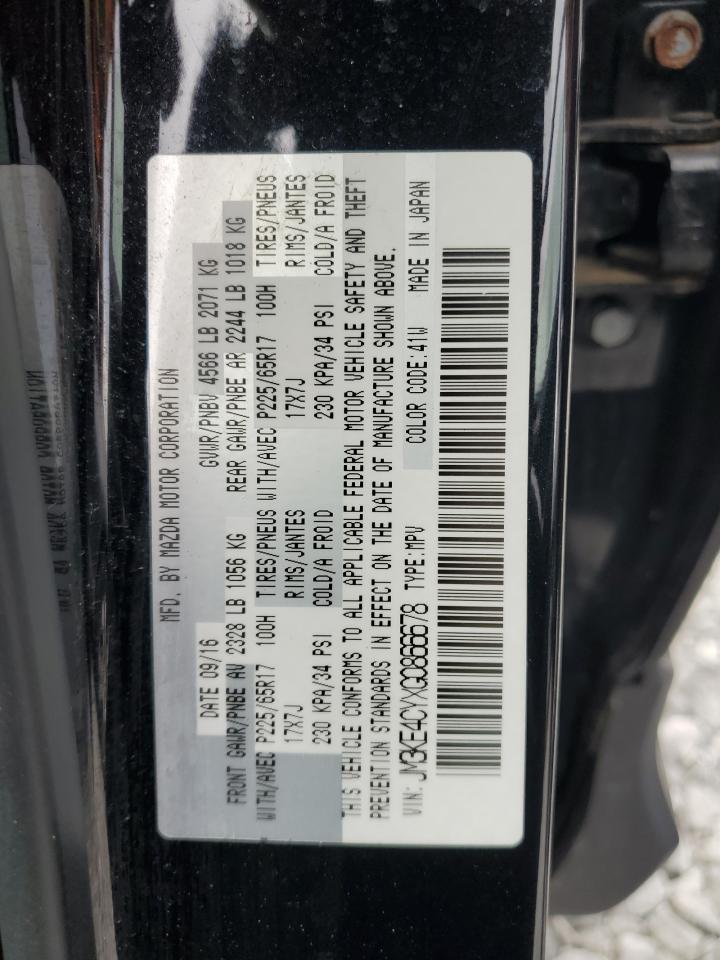 MFD. BY MAZDA MOTOR CORPORATION
DATE 09/16 GVWR/PNBV 4566 LB 2071 KG
FRONT GAWR/PNBE AV 2328 LB 1056 KG REAR GAWR/PNBE AR 2244 LB 1018 KG
WITH/AVEC P225/65R17 100H TIRES/PNEUS WITH/AVEC P225/65R17 100H TIRES/PNEUS
17X7J RIMS/JANTES 17X7J RIMS/JANTES
230 KPA/34 PSI COLD/A FROID 230 KPA/34 PSI COLD/A FROID
THIS VEHICLE CONFORMS TO ALL APPLICABLE FEDERAL MOTOR VEHICLE SAFETY AND THEFT
PREVENTION STANDARDS IN EFFECT ON THE DATE OF MANUFACTURE SHOWN ABOVE.
VIN: JM3KE4CYXG0866678 TYPE:MPV COLOR CODE:41W MADE IN JAPAN